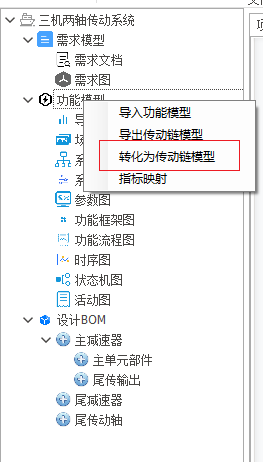 三机两轴传动系统
需求模型
需求文档
需求图
功能模型
导入功能模型
导出传动链模型
转化为传动链模型
指标映射
参数图
功能框架图
功能流程图
时序图
状态机图
活动图
设计BOM
主减速器
主单元部件
尾传输出
尾减速器
尾传动轴